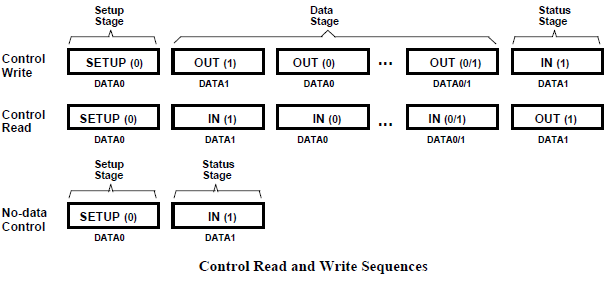 Setup Stage Data Stage Status Stage
Control Write SETUP (0) OUT (1) OUT (0) ... OUT (0/1) IN (1)
DATA0 DATA1 DATA0 DATA0/1 DATA1
Control Read SETUP (0) IN (1) IN (0) ... IN (0/1) OUT (1)
DATA0 DATA1 DATA0 DATA0/1 DATA1
Setup Stage Status Stage
No-data Control SETUP (0) IN (1)
DATA0 DATA1
Control Read and Write Sequences